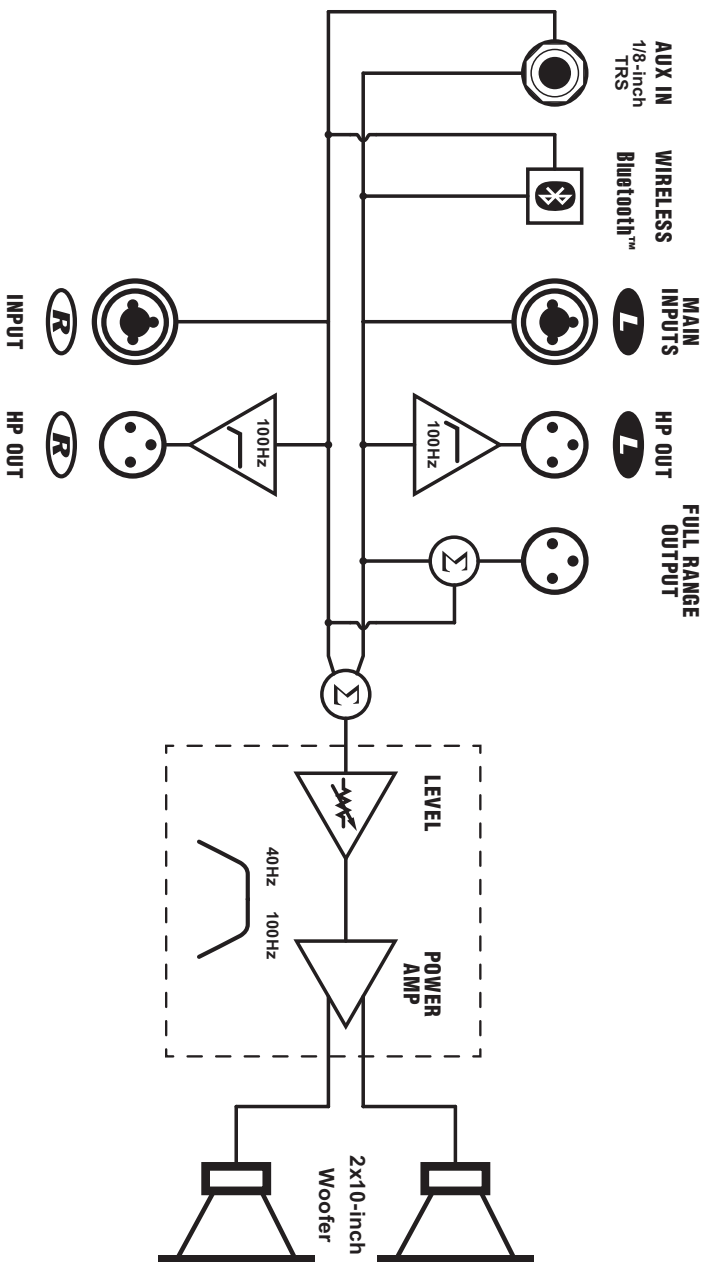 AUX IN
1/8-inch
TRS
WIRELESS
Bluetooth™
MAIN
INPUTS
L
HP OUT
L
FULL RANGE
OUTPUT
100Hz
Σ
100Hz
R
INPUT
R
HP OUT
Σ
LEVEL
POWER
AMP
40Hz 100Hz
2x10-inch
Woofer